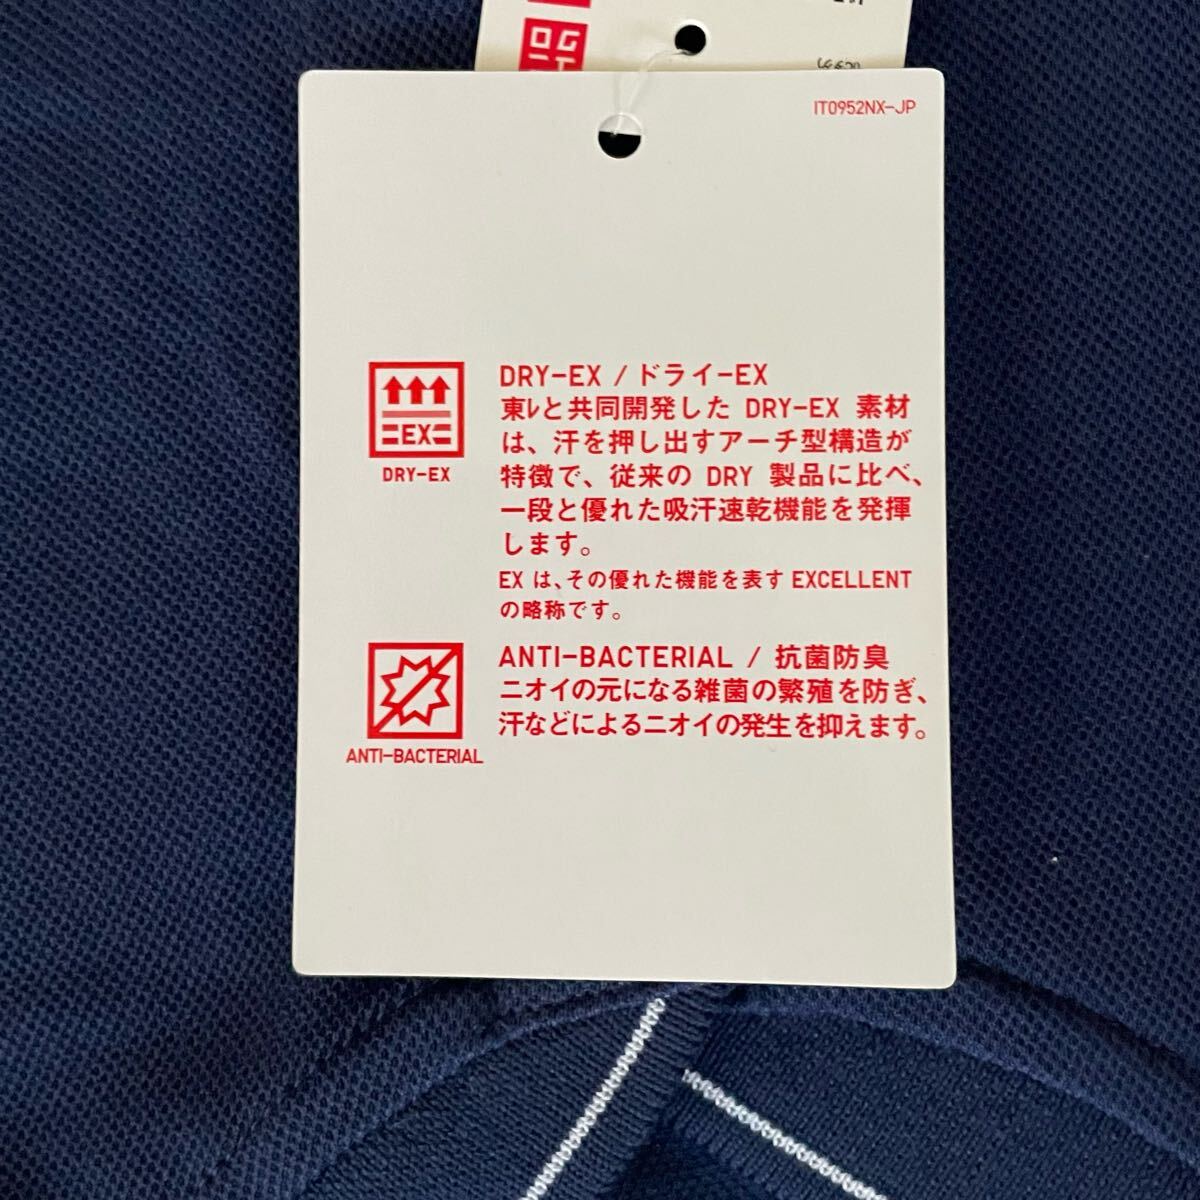 IT0952NX-JP
DRY-EX / ドライ-EX
東レと共同開発した DRY-EX 素材
は、汗を押し出すアーチ型構造が
特徴で、従来の DRY 製品に比べ、
一段と優れた吸汗速乾機能を発揮
します。
EX は、その優れた機能を表す EXCELLENT
の略称です。
EX
DRY-EX
ANTI-BACTERIAL / 抗菌防臭
ニオイの元になる雑菌の繁殖を防ぎ、
汗などによるニオイの発生を抑えます。
ANTI-BACTERIAL